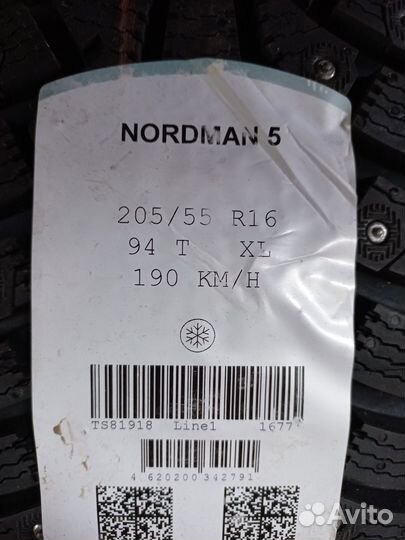 NORDMAN 5
205/55 R16
94 T XL
190 KM/H
TS81918 Line1 1677
4 620200 342791
Avito